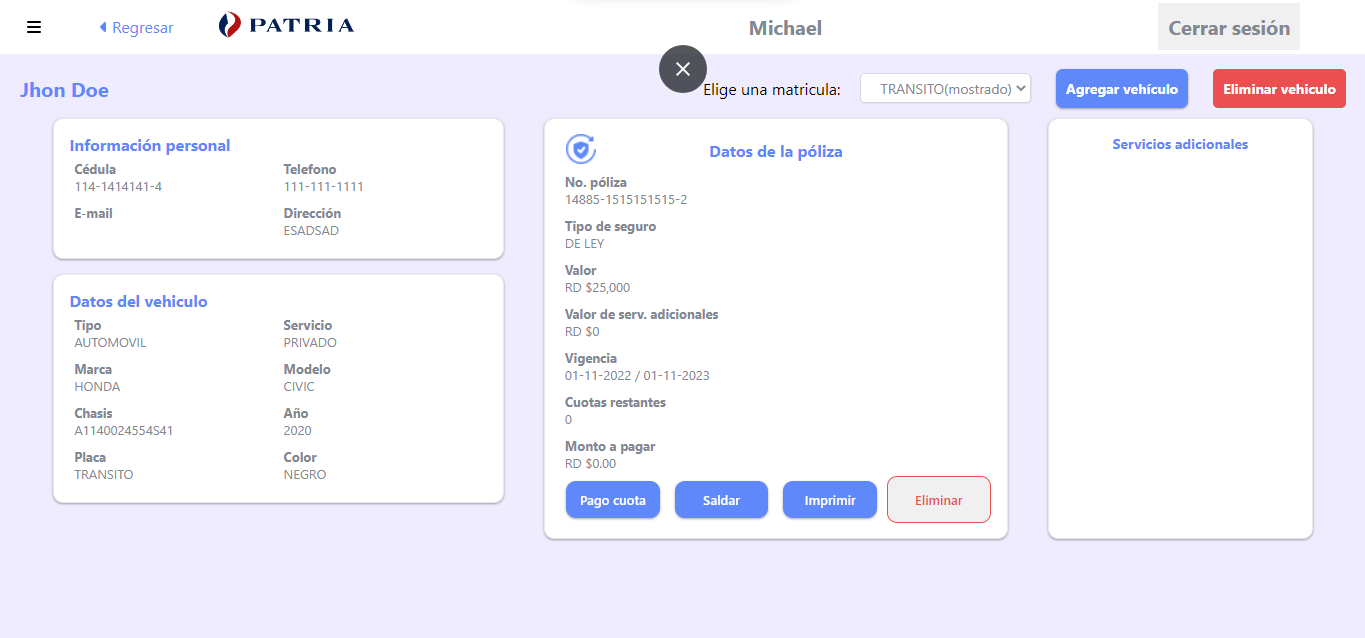 Regresar
PATRIA
Michael
Cerrar sesión
Jhon Doe
Elige una matricula:
TRANSITO(mostrado)
Agregar vehículo
Eliminar vehiculo
Información personal
Cédula
114-1414141-4
Telefono
111-111-1111
E-mail
Dirección
ESADSAD
Datos del vehiculo
Tipo
AUTOMOVIL
Servicio
PRIVADO
Marca
HONDA
Modelo
CIVIC
Chasis
A1140024554S41
Año
2020
Placa
TRANSITO
Color
NEGRO
Datos de la póliza
No. póliza
14885-1515151515-2
Tipo de seguro
DE LEY
Valor
RD $25,000
Valor de serv. adicionales
RD $0
Vigencia
01-11-2022 / 01-11-2023
Cuotas restantes
0
Monto a pagar
RD $0.00
Pago cuota
Saldar
Imprimir
Eliminar
Servicios adicionales